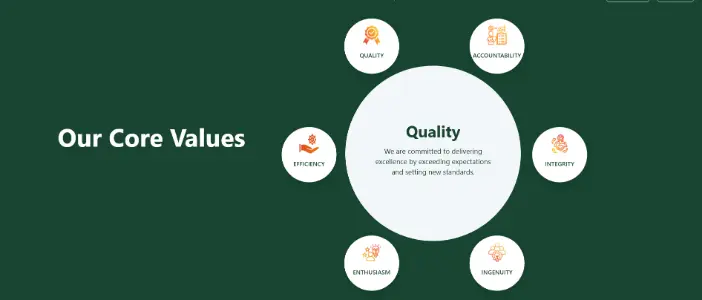 QUALITY
ACCOUNTABILITY
Our Core Values
Quality
We are committed to delivering
excellence by exceeding expectations
and setting new standards.
EFFICIENCY
INTEGRITY
ENTHUSIASM
INGENUITY